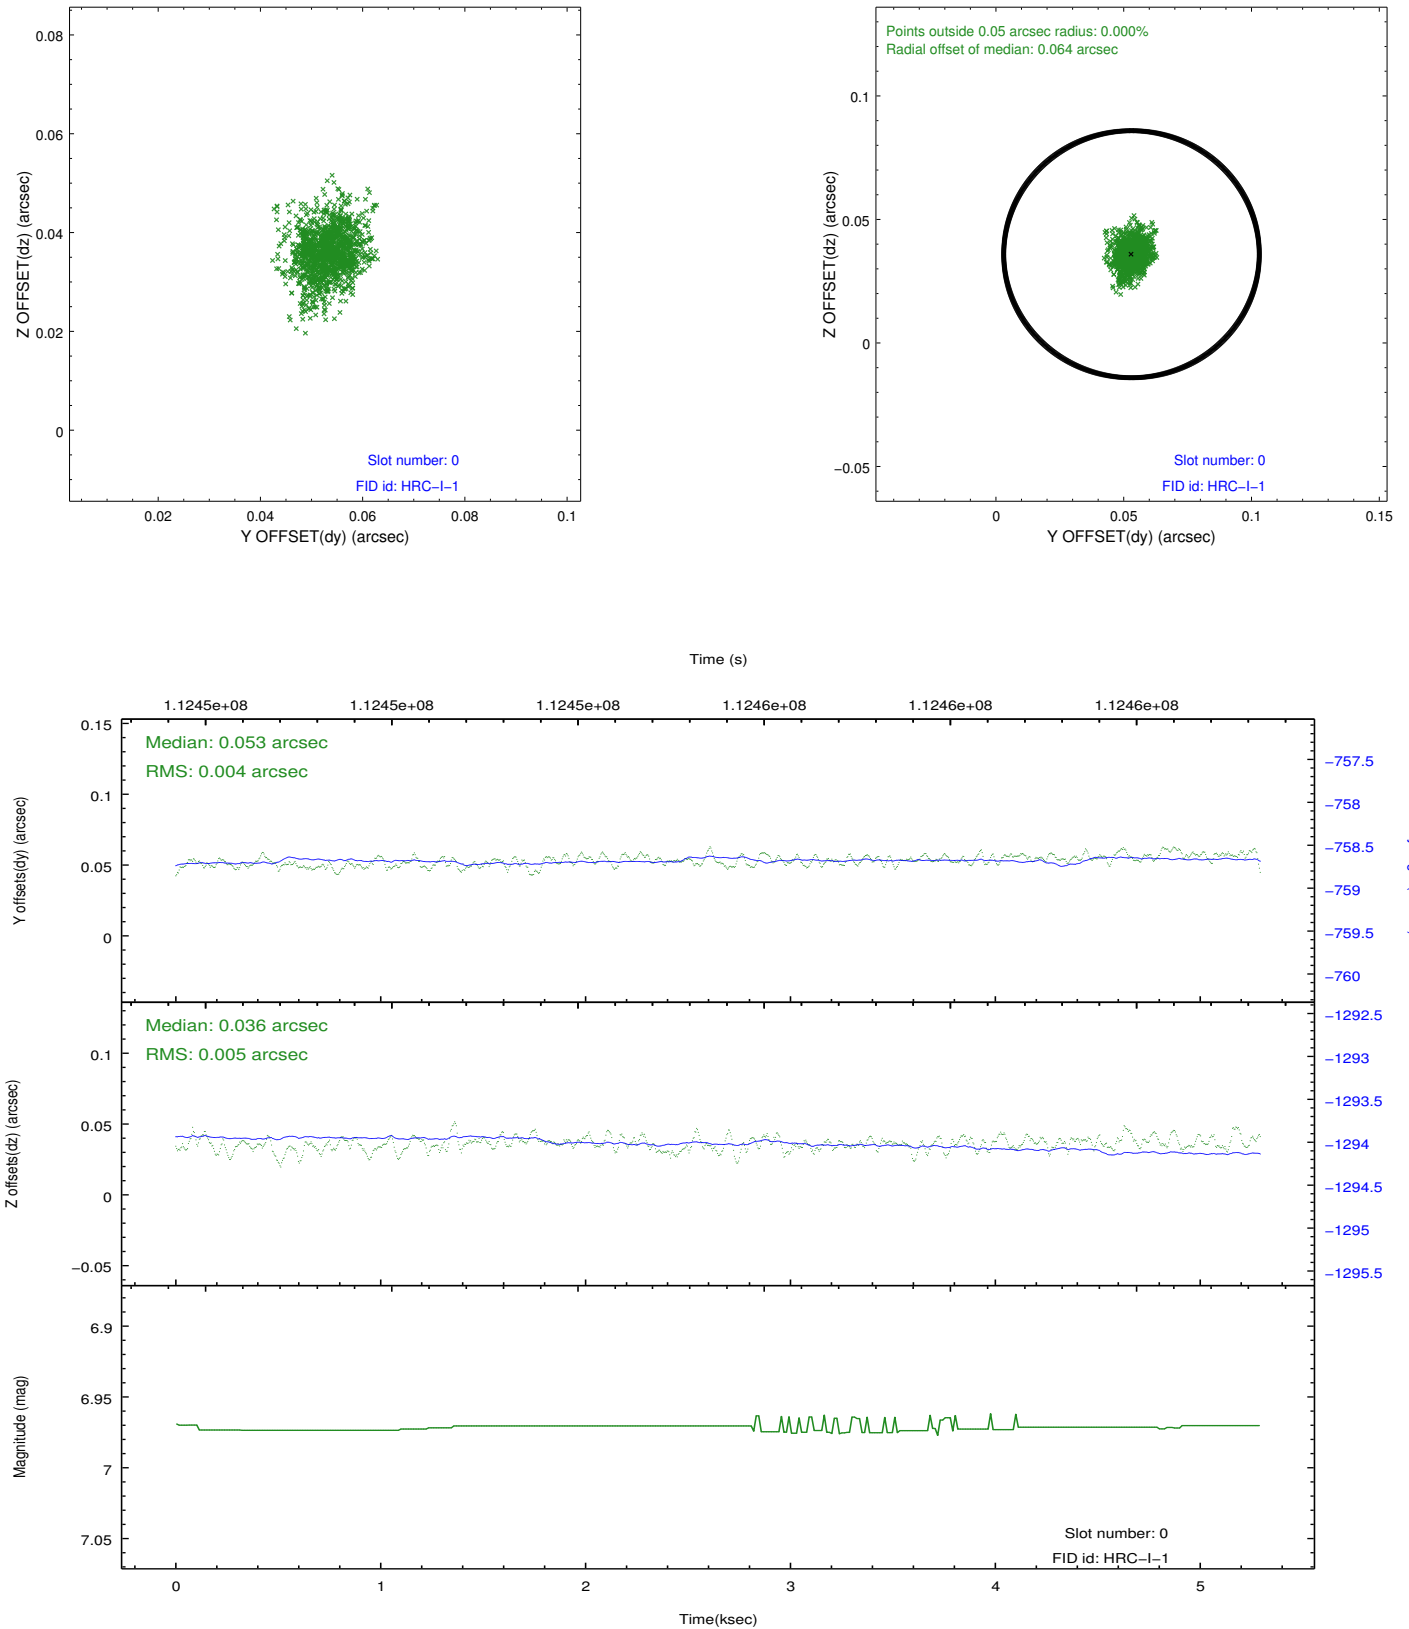 0.08
0.06
0.04
0.02
0
Z OFFSET(dz) (arcsec)
Slot number: 0
FID id: HRC−I−1
0.02 0.04 0.06 0.08 0.1
Y OFFSET(dy) (arcsec)
Points outside 0.05 arcsec radius: 0.000%
Radial offset of median: 0.064 arcsec
0.1
0.05
0
−0.05
Z OFFSET(dz) (arcsec)
Slot number: 0
FID id: HRC−I−1
0 0.05 0.1 0.15
Y OFFSET(dy) (arcsec)
Time (s)
1.1245e+08 1.1245e+08 1.1245e+08 1.1246e+08 1.1246e+08 1.1246e+08
0.15
0.1
0.05
0
Y offsets(dy) (arcsec)
Median: 0.053 arcsec
RMS: 0.004 arcsec
−757.5
−758
−758.5
−759
−759.5
−760
0.1
0.05
0
−0.05
Z offsets(dz) (arcsec)
Median: 0.036 arcsec
RMS: 0.005 arcsec
−1292.5
−1293
−1293.5
−1294
−1294.5
−1295
−1295.5
6.9
6.95
7
7.05
Magnitude (mag)
Slot number: 0
FID id: HRC−I−1
0 1 2 3 4 5
Time(ksec)